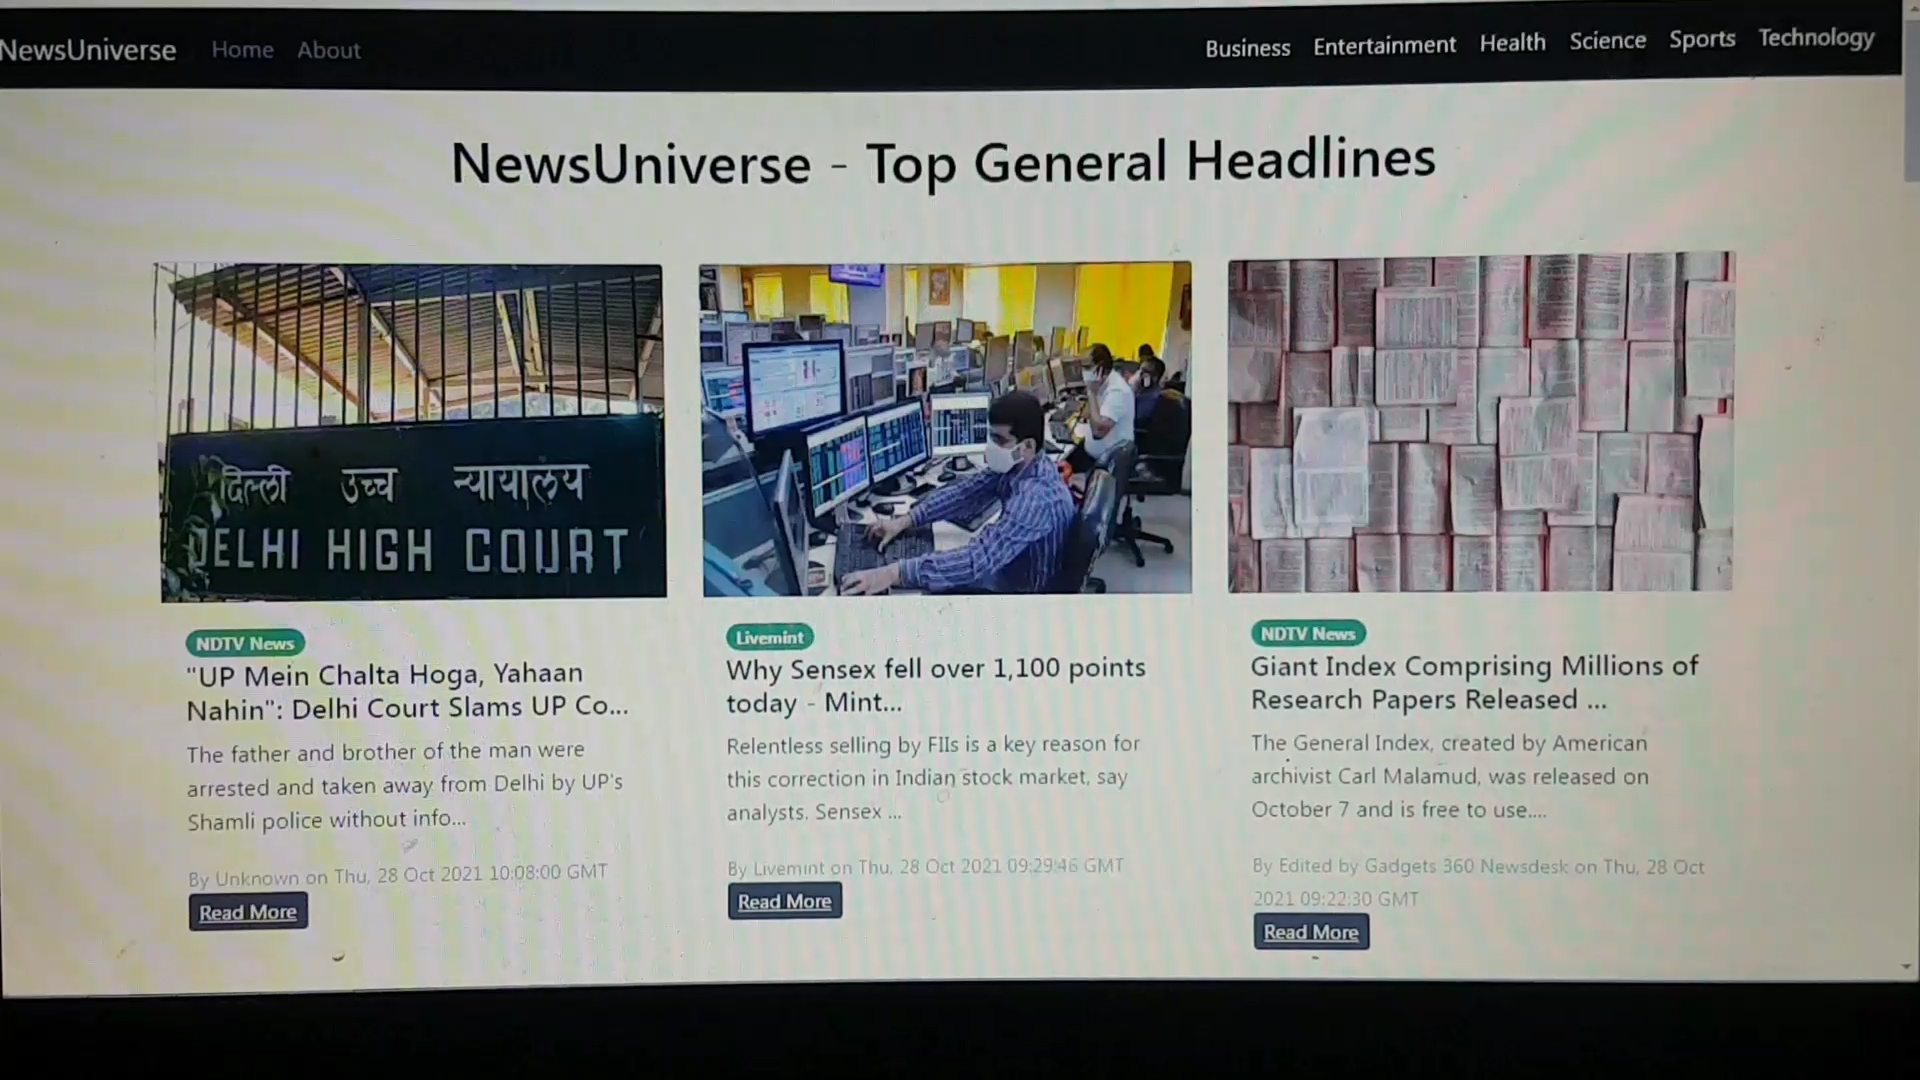 NewsUniverse Home About Business Entertainment Health Science Sports Technology
NewsUniverse - Top General Headlines
दिल्ली उच्च न्यायालय
DELHI HIGH COURT
NDTV News
"UP Mein Chalta Hoga, Yahaan
Nahin": Delhi Court Slams UP Co...
The father and brother of the man were
arrested and taken away from Delhi by UP's
Shamli police without info...
By Unknown on Thu, 28 Oct 2021 10:08:00 GMT
Read More
Livemint
Why Sensex fell over 1,100 points
today - Mint...
Relentless selling by FIIs is a key reason for
this correction in Indian stock market, say
analysts. Sensex ...
By Livemint on Thu, 28 Oct 2021 09:29:46 GMT
Read More
NDTV News
Giant Index Comprising Millions of
Research Papers Released ...
The General Index, created by American
archivist Carl Malamud, was released on
October 7 and is free to use....
By Edited by Gadgets 360 Newsdesk on Thu, 28 Oct
2021 09:22:30 GMT
Read More